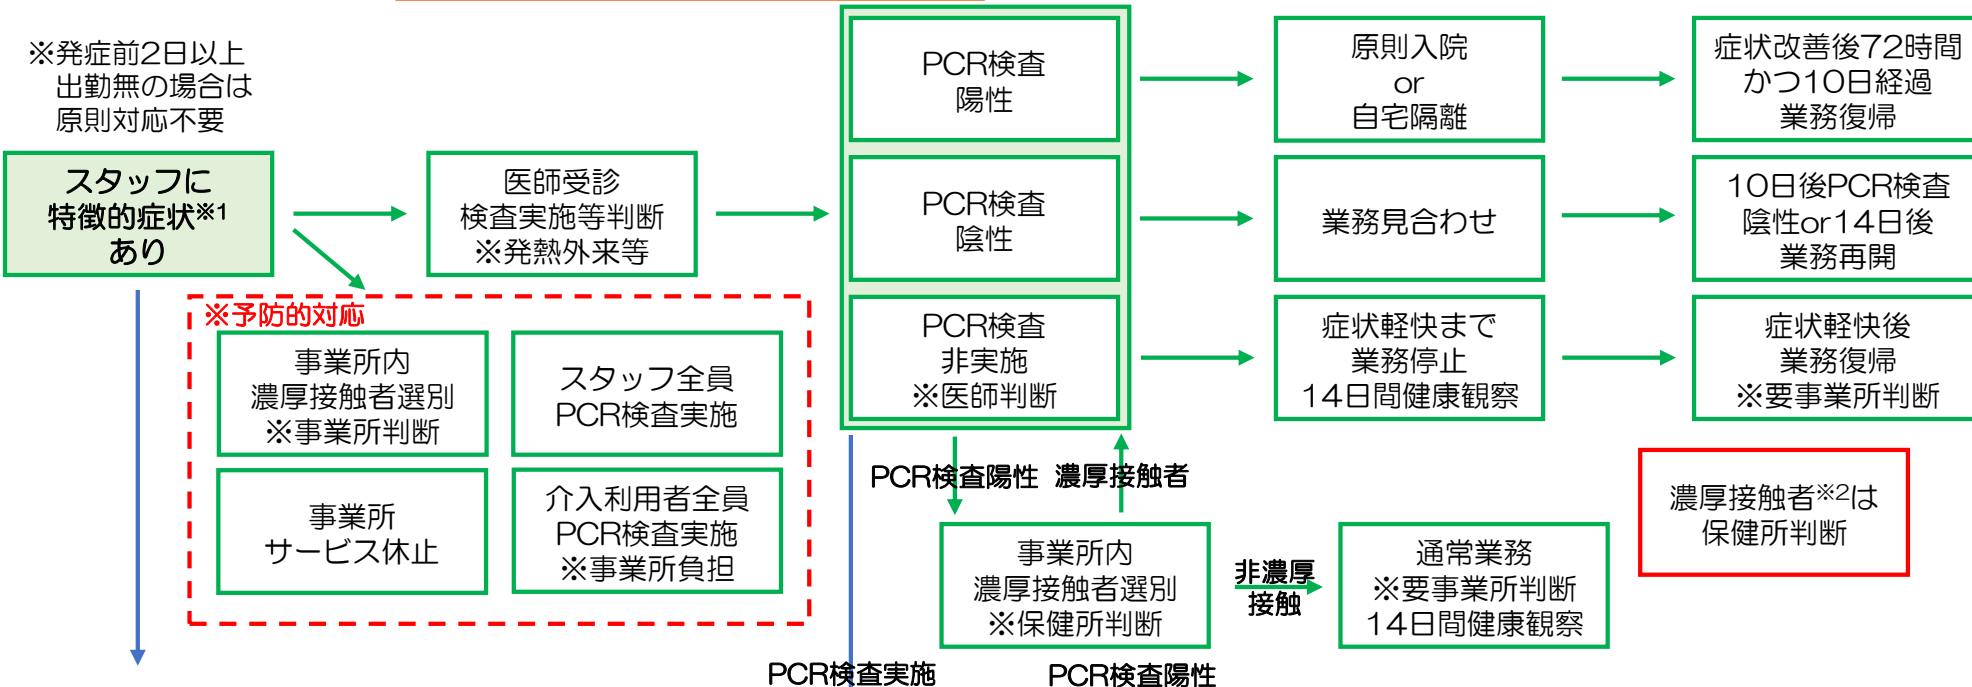 ※発症前2日以上
出勤無の場合は
原則対応不要
スタッフに
特徴的症状※1
あり
医師受診
検査実施等判断
※発熱外来等
PCR検査
陽性
原則入院
or
自宅隔離
症状改善後72時間
かつ10日経過
業務復帰
PCR検査
陰性
業務見合わせ
10日後PCR検査
陰性or14日後
業務再開
PCR検査
非実施
※医師判断
症状軽快まで
業務停止
14日間健康観察
症状軽快後
業務復帰
※要事業所判断
※予防的対応
事業所内
濃厚接触者選別
※事業所判断
スタッフ全員
PCR検査実施
事業所
サービス休止
介入利用者全員
PCR検査実施
※事業所負担
PCR検査陽性
濃厚接触者
事業所内
濃厚接触者選別
※保健所判断
非濃厚
接触
通常業務
※要事業所判断
14日間健康観察
濃厚接触者※2は
保健所判断
PCR検査実施
PCR検査陽性